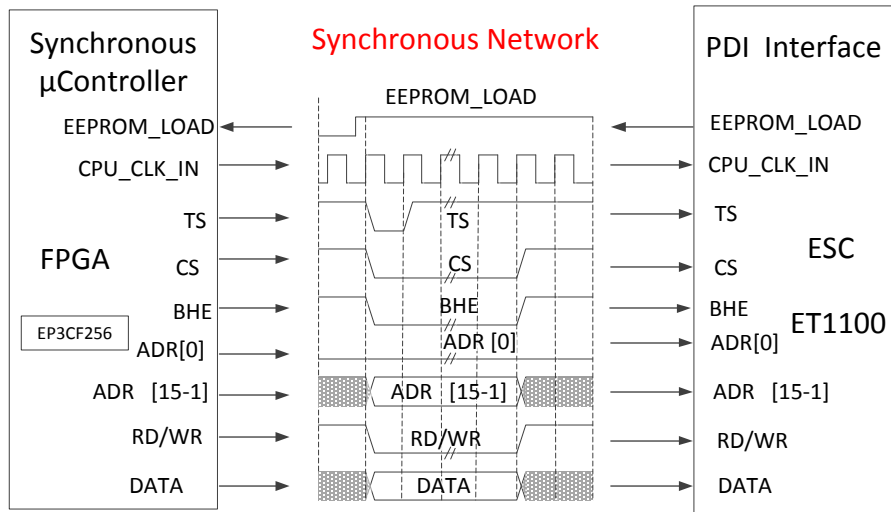 Synchronous
µController
EEPROM_LOAD
CPU_CLK_IN
TS
FPGA
CS
BHE
EP3CF256
ADR[0]
ADR [15-1]
RD/WR
DATA
Synchronous Network
EEPROM_LOAD
TS
CS
BHE
ADR [0]
ADR [15-1]
RD/WR
DATA
PDI Interface
EEPROM_LOAD
CPU_CLK_IN
TS
ESC
CS
BHE
ET1100
ADR[0]
ADR [15-1]
RD/WR
DATA